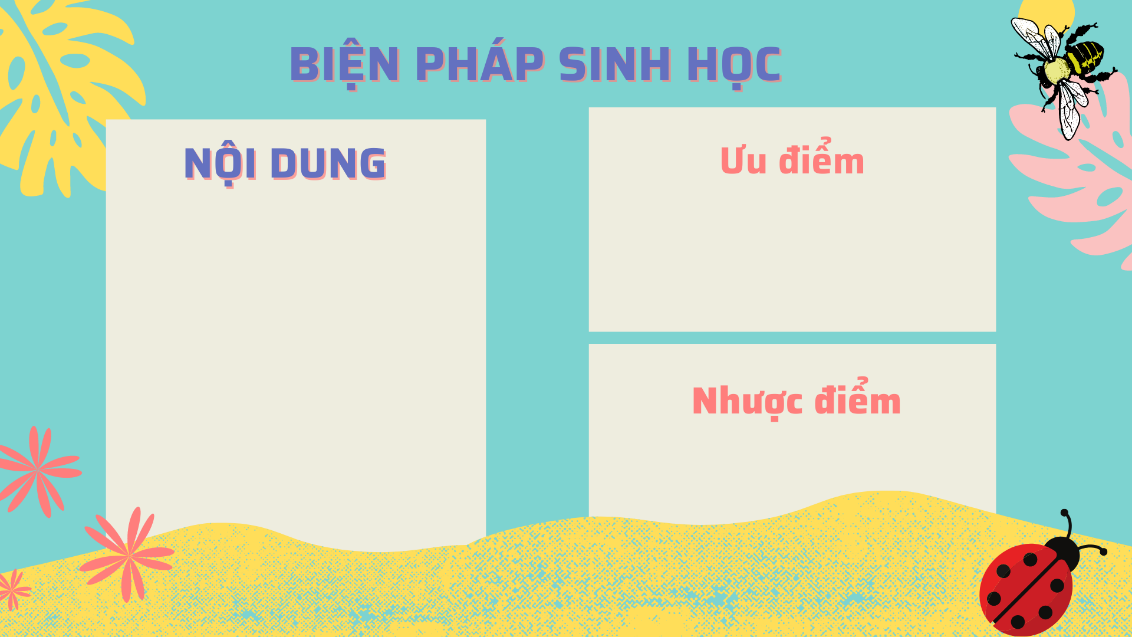 BIỆN PHÁP SINH HỌC
NỘI DUNG
Ưu điểm
Nhược điểm